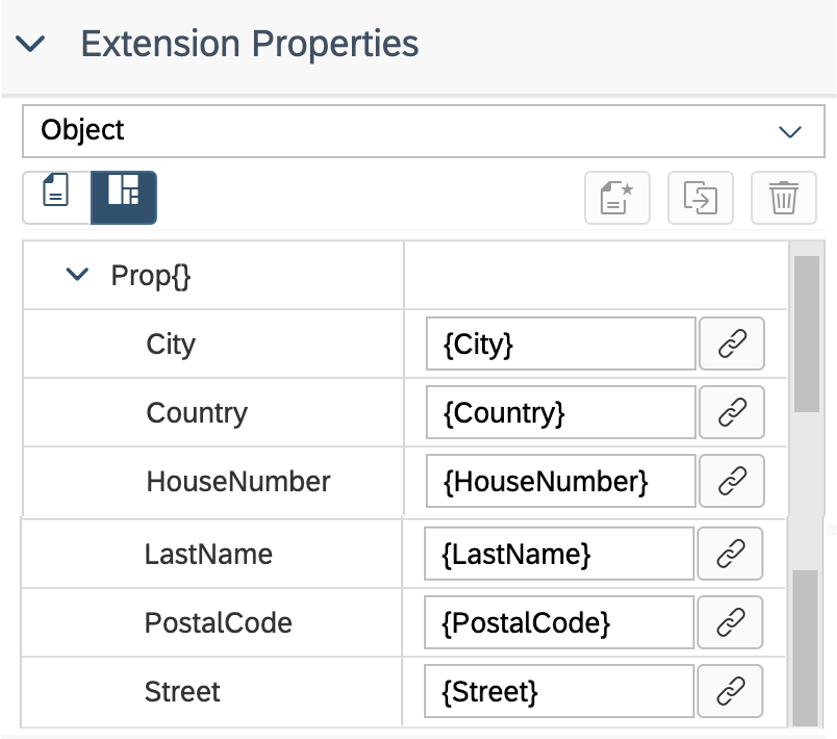 Extension Properties
Object
Prop{}
City {City}
Country {Country}
HouseNumber {HouseNumber}
LastName {LastName}
PostalCode {PostalCode}
Street {Street}